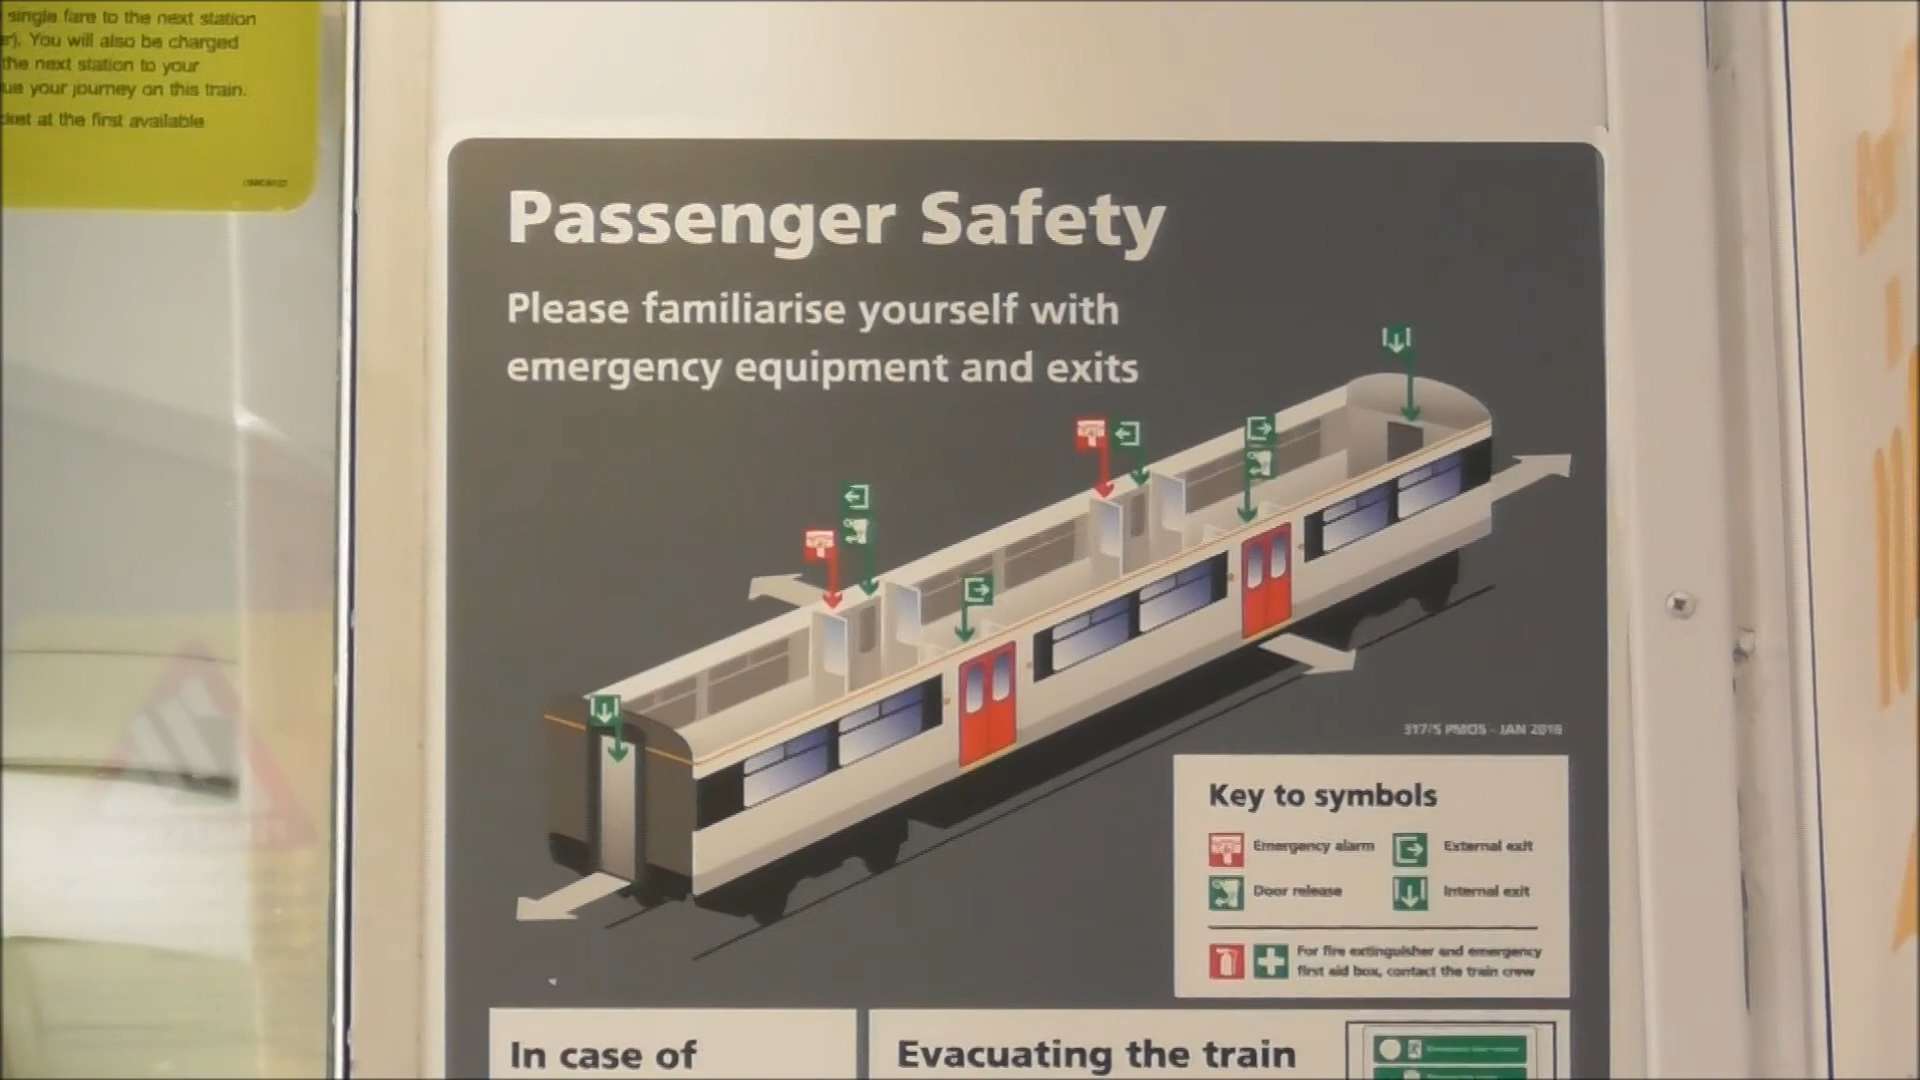 single fare to the next station
You will also be charged
the next station to your
your journey on this train.
at the first available
Passenger Safety
Please familiarise yourself with
emergency equipment and exits
317/5 PMOS - JAN 2016
Key to symbols
Emergency alarm
External exit
Door release
Internal exit
For fire extinguisher and emergency
first aid box, contact the train crew
In case of
Evacuating the train